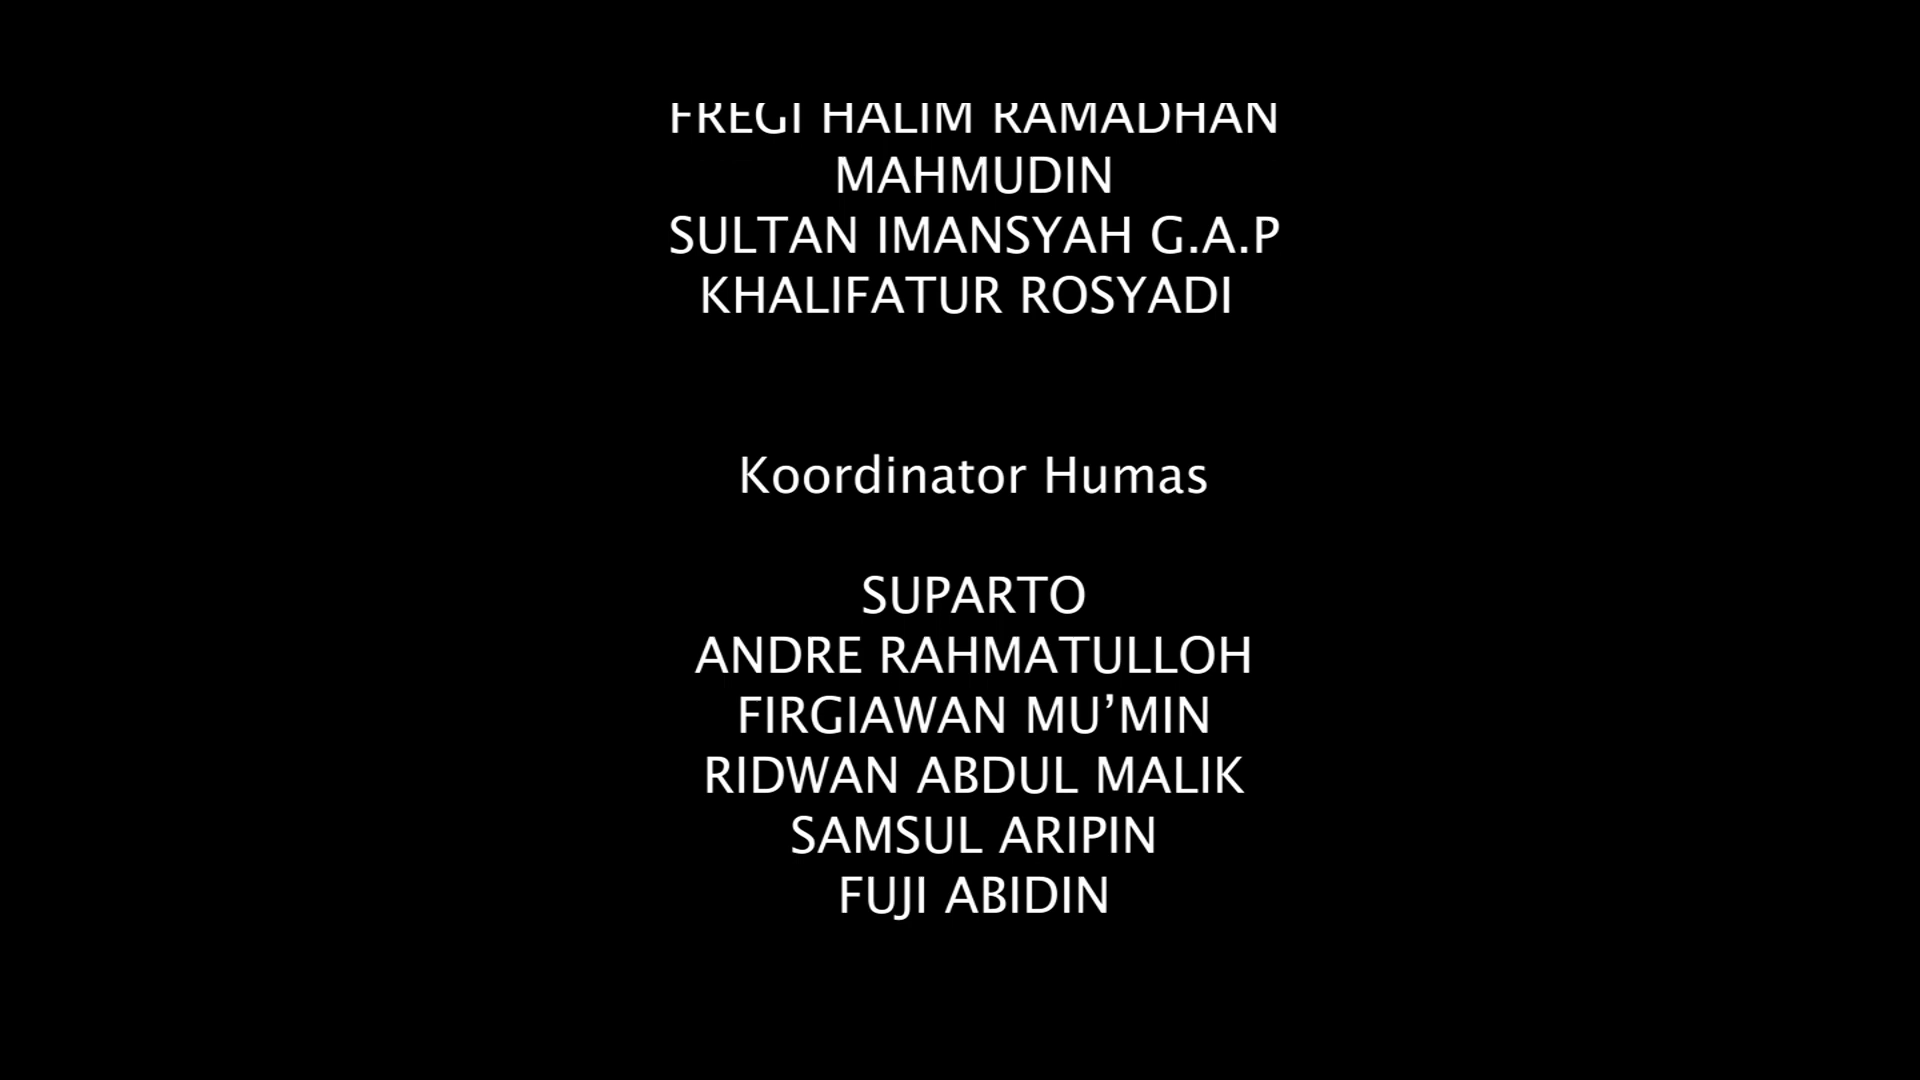 FREGI HALIM RAMADHAN
MAHMUDIN
SULTAN IMANSYAH G.A.P
KHALIFATUR ROSYADI
Koordinator Humas
SUPARTO
ANDRE RAHMATULLOH
FIRGIAWAN MU’MIN
RIDWAN ABDUL MALIK
SAMSUL ARIPIN
FUJI ABIDIN